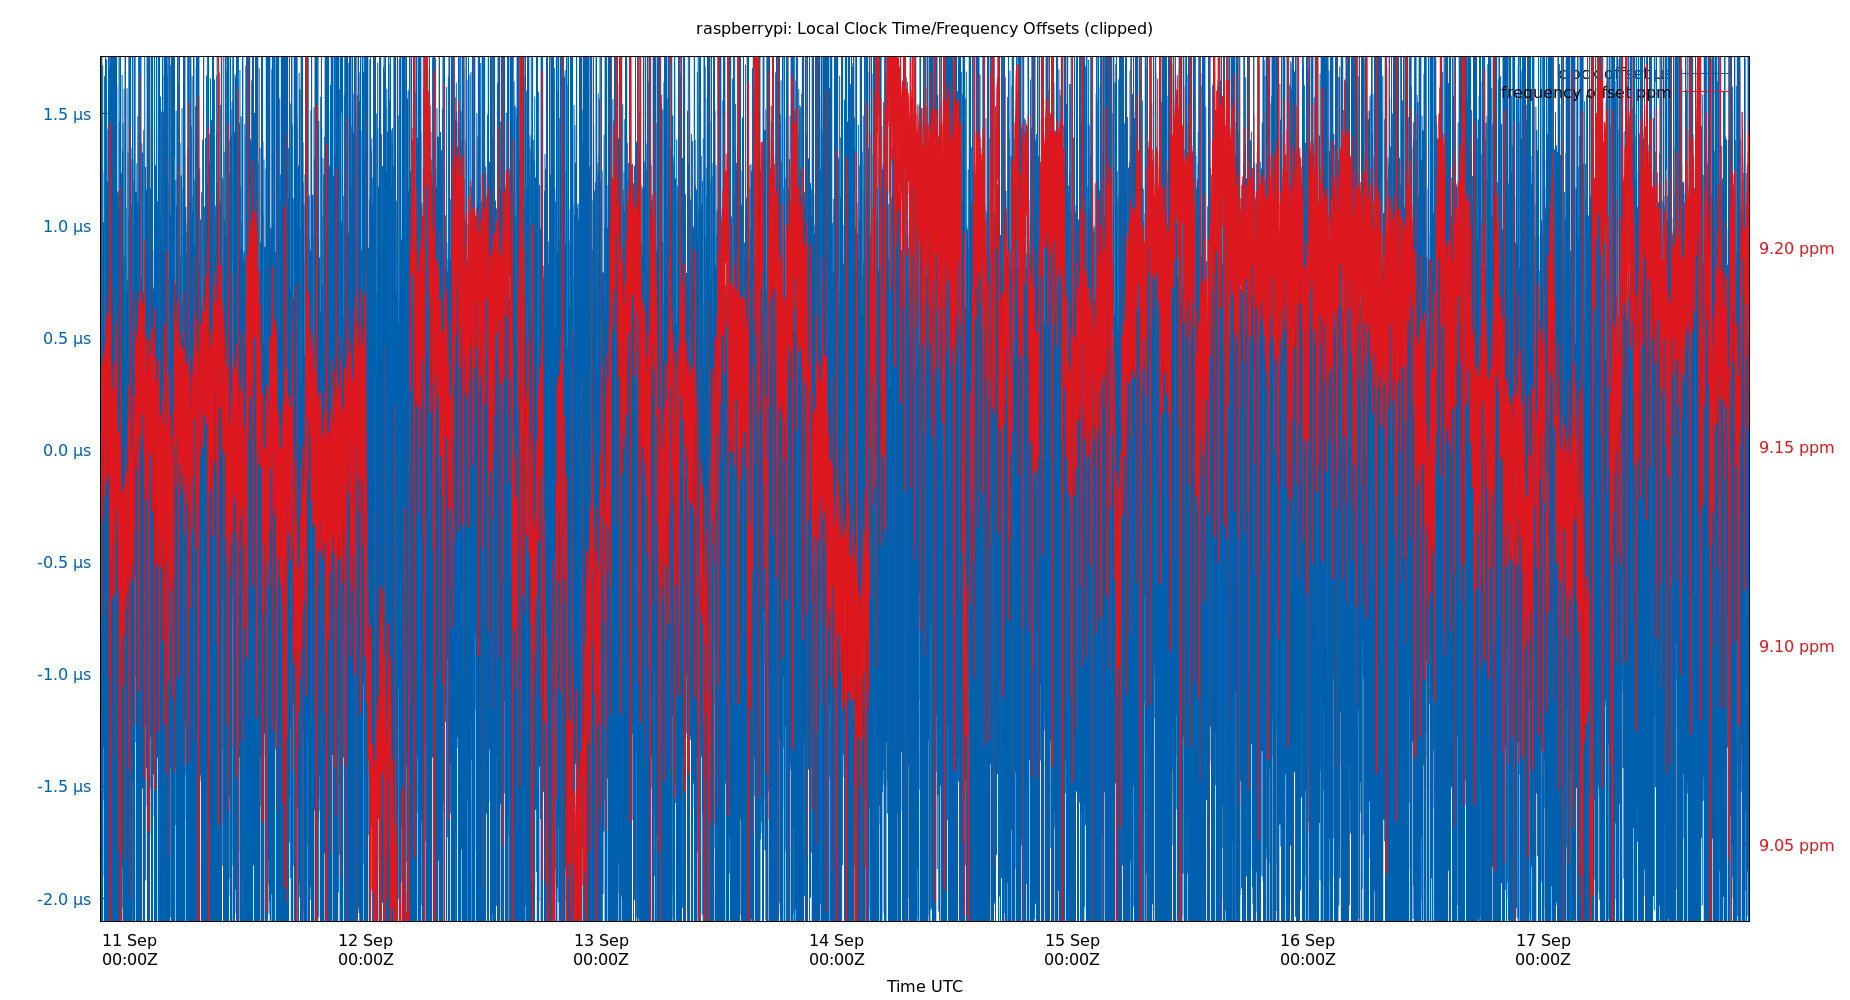 raspberrypi: Local Clock Time/Frequency Offsets (clipped)
clock offset µs
frequency offset ppm
1.5 µs
1.0 µs
0.5 µs
0.0 µs
-0.5 µs
-1.0 µs
-1.5 µs
-2.0 µs
9.20 ppm
9.15 ppm
9.10 ppm
9.05 ppm
11 Sep
00:00Z
12 Sep
00:00Z
13 Sep
00:00Z
14 Sep
00:00Z
15 Sep
00:00Z
16 Sep
00:00Z
17 Sep
00:00Z
Time UTC